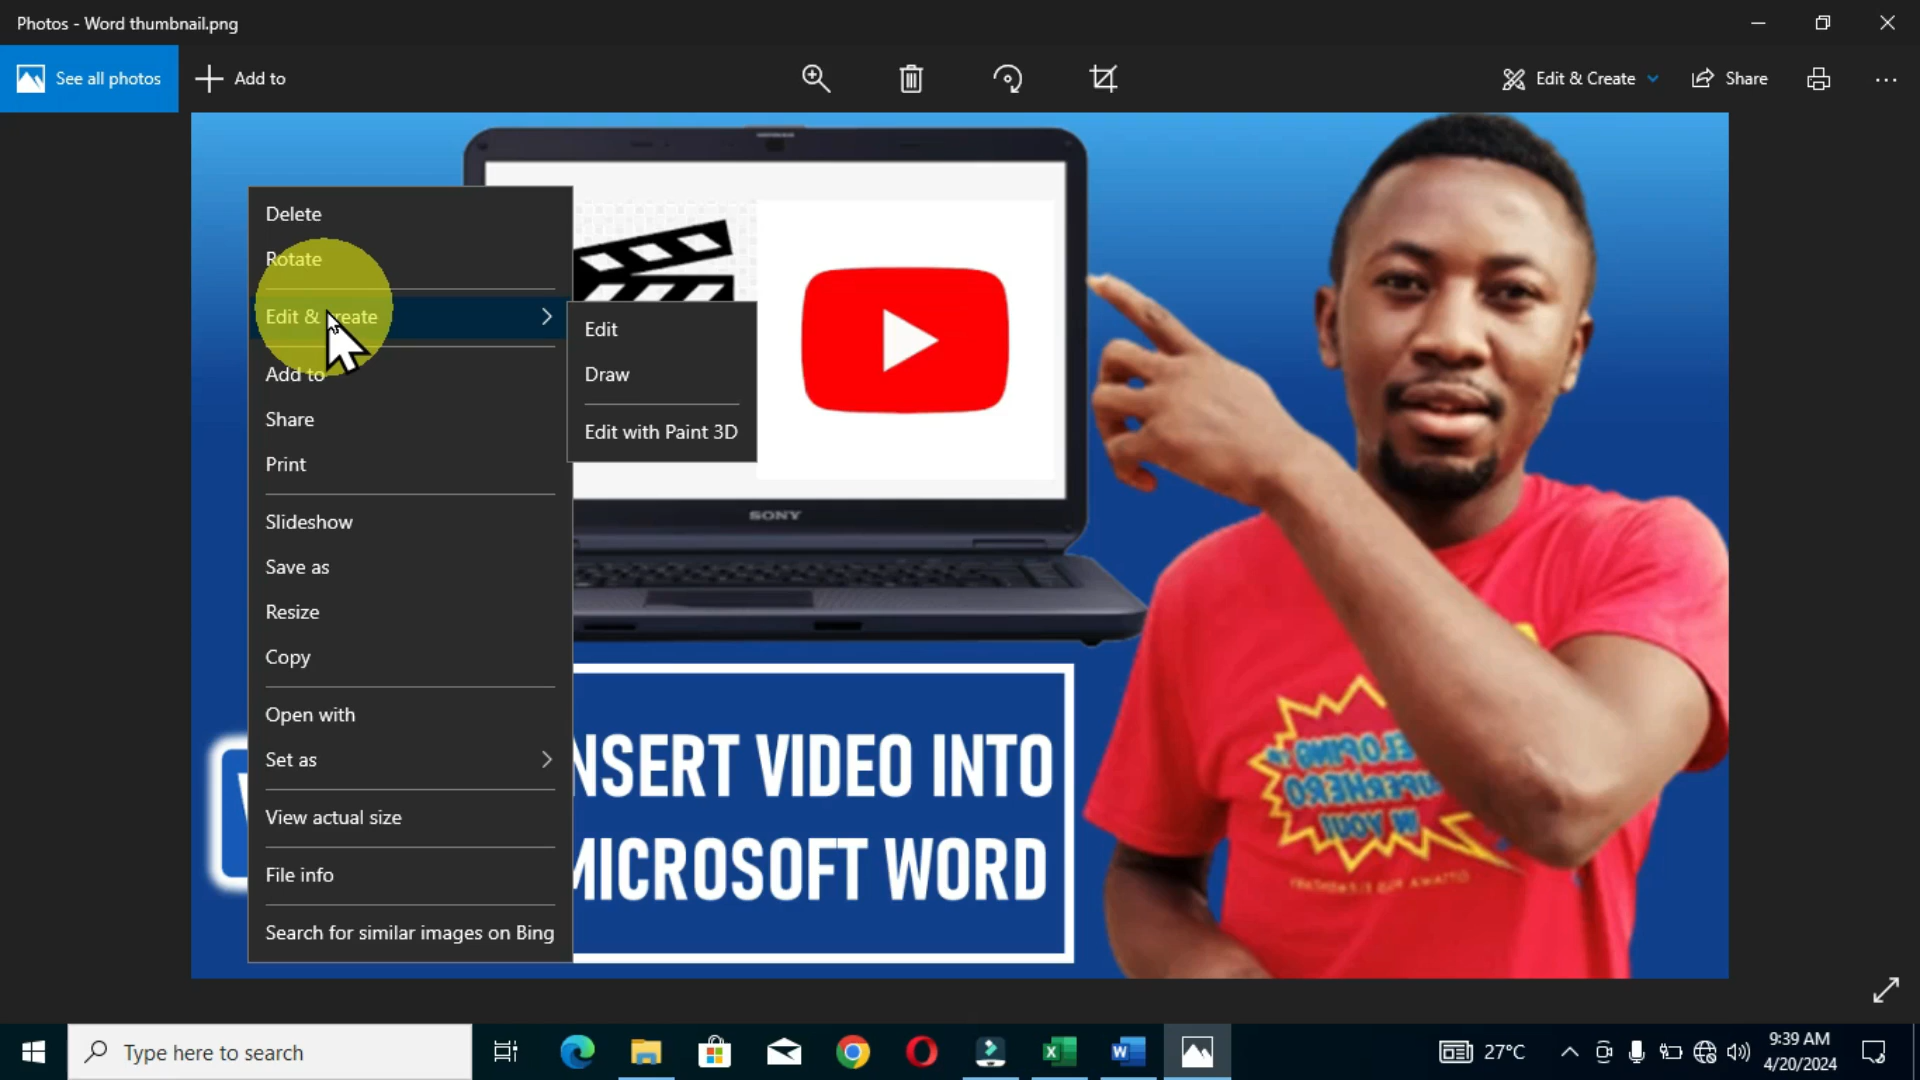 Photos - Word thumbnail.png
See all photos
Add to
Edit & Create
Share
Delete
Rotate
Edit & Create
Add to
Share
Print
Slideshow
Save as
Resize
Copy
Open with
Set as
View actual size
File info
Search for similar images on Bing
Edit
Draw
Edit with Paint 3D
SONY
NSERT VIDEO INTO
MICROSOFT WORD
SUPERHERO
IN YOU!
Type here to search
27°C
9:39 AM
4/20/2024